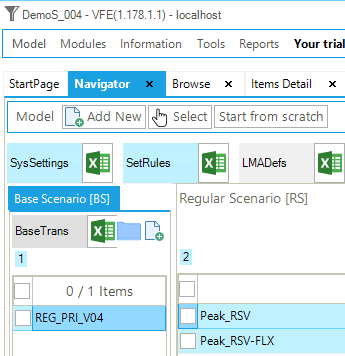 DemoS_004 - VFE(1.178.1.1) - localhost
Model Modules Information Tools Reports Your trial
StartPage Navigator × Browse × Items Detail ×
Model Add New Select Start from scratch
SysSettings SetRules LMADefs
Base Scenario [BS] Regular Scenario [RS]
BaseTrans
1 2
0 / 1 Items
REG_PRI_V04 Peak_RSV
Peak_RSV-FLX